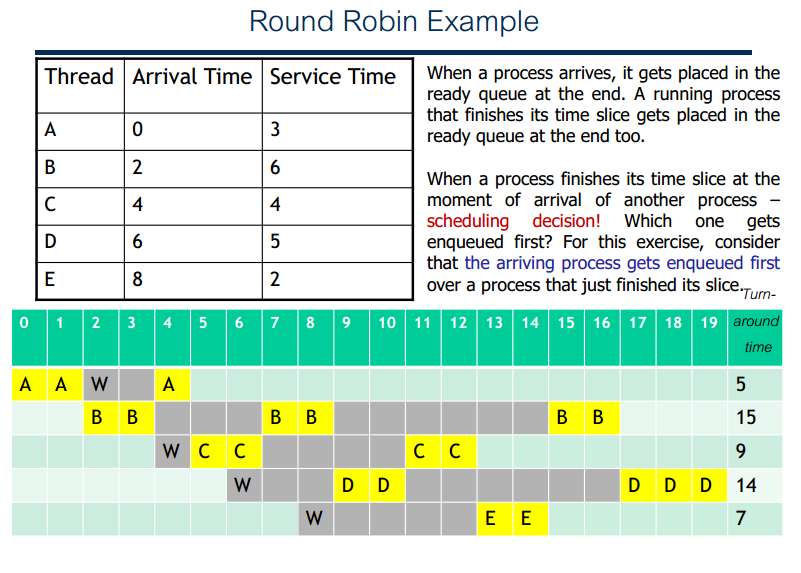 Round Robin Example
Thread Arrival Time Service Time
A 0 3
B 2 6
C 4 4
D 6 5
E 8 2
When a process arrives, it gets placed in the
ready queue at the end. A running process
that finishes its time slice gets placed in the
ready queue at the end too.
When a process finishes its time slice at the
moment of arrival of another process –
scheduling decision! Which one gets
enqueued first? For this exercise, consider
that the arriving process gets enqueued first
over a process that just finished its slice.
Turn-
around
time
0 1 2 3 4 5 6 7 8 9 10 11 12 13 14 15 16 17 18 19
A A W A 5
B B B B B B 15
W C C C C 9
W D D D D D 14
W E E 7